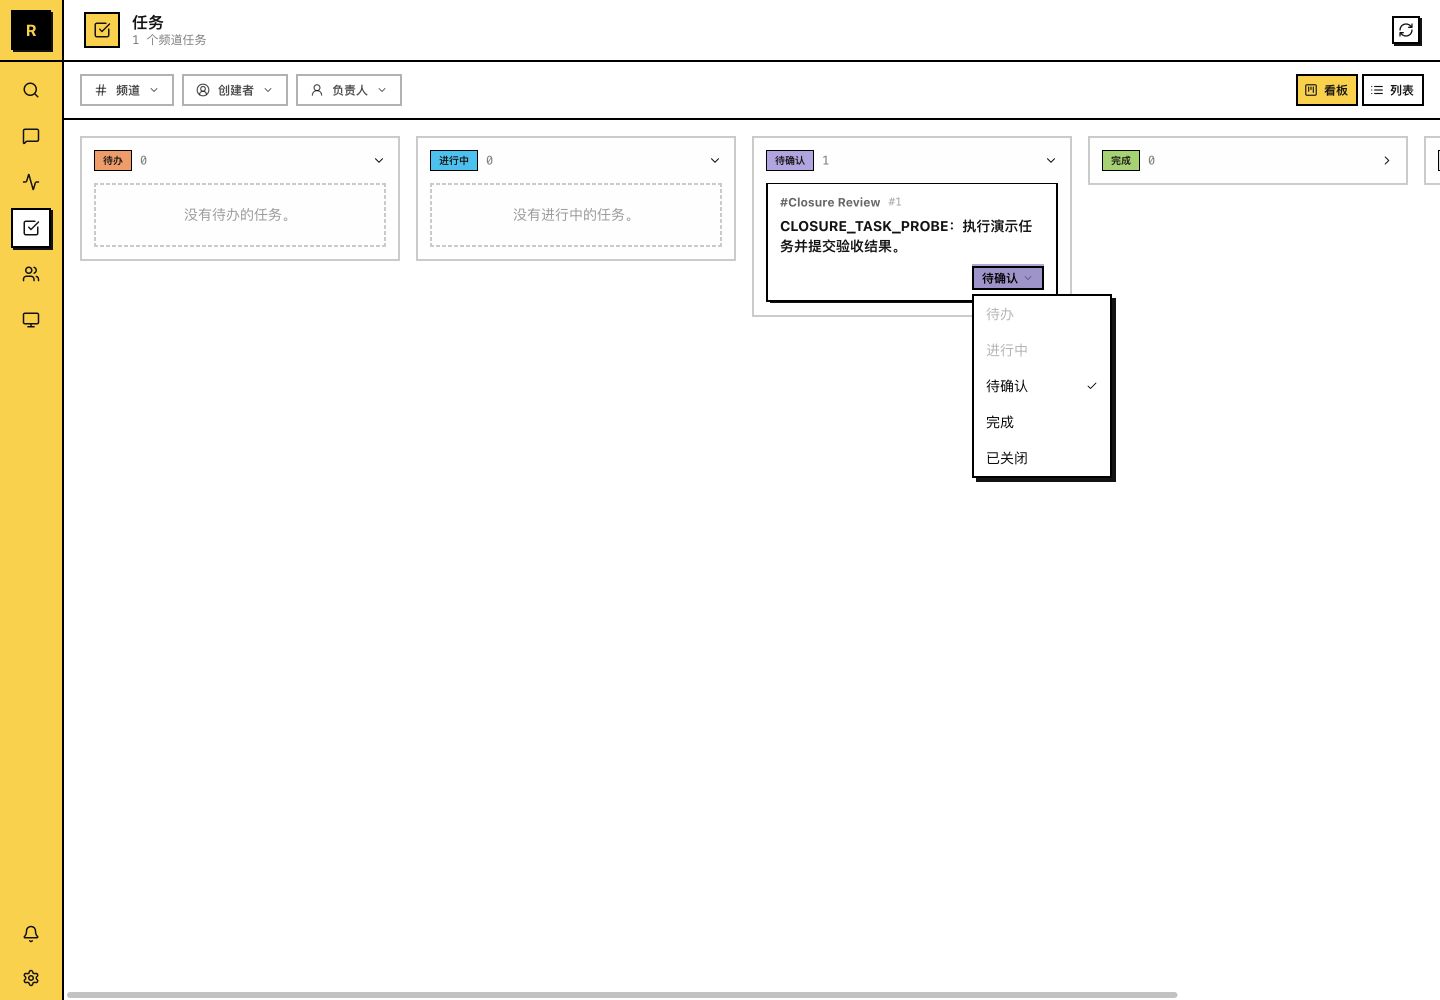 R
任务
1 个频道任务
频道
创建者
负责人
看板
列表
待办 0
没有待办的任务。
进行中 0
没有进行中的任务。
待确认 1
#Closure Review #1
CLOSURE_TASK_PROBE：执行演示任
务并提交验收结果。
待确认
待办
进行中
待确认
完成
已关闭
完成 0